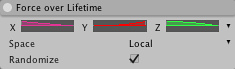 Force over Lifetime
X Y Z
Space Local
Randomize